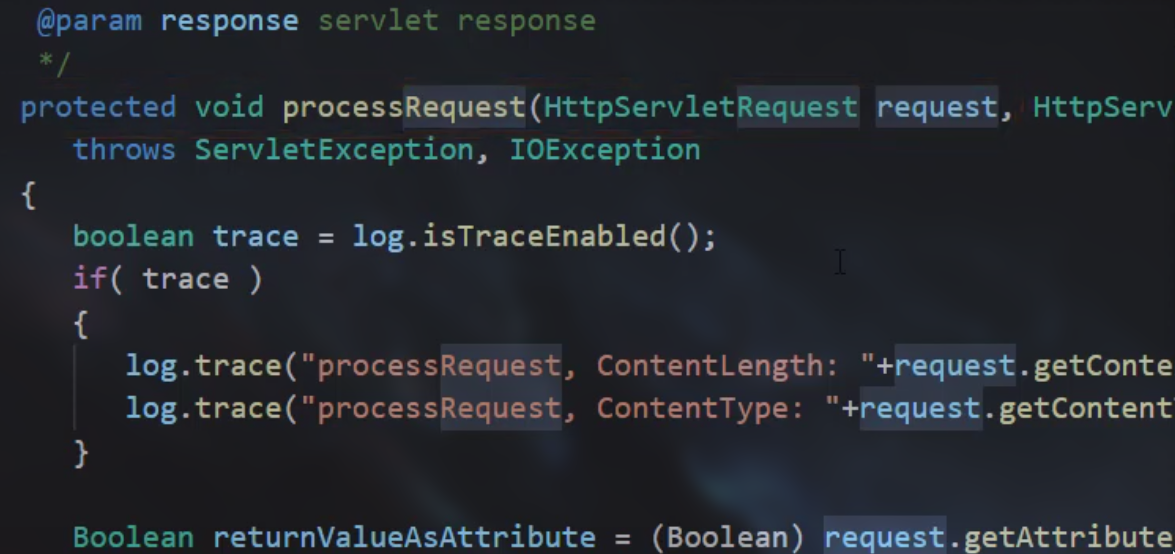 @param response servlet response
*/
protected void processRequest(HttpServletRequest request, HttpServ
throws ServletException, IOException
{
boolean trace = log.isTraceEnabled();
if( trace )
{
log.trace("processRequest, ContentLength: "+request.getConte
log.trace("processRequest, ContentType: "+request.getContent
}
Boolean returnValueAsAttribute = (Boolean) request.getAttribute